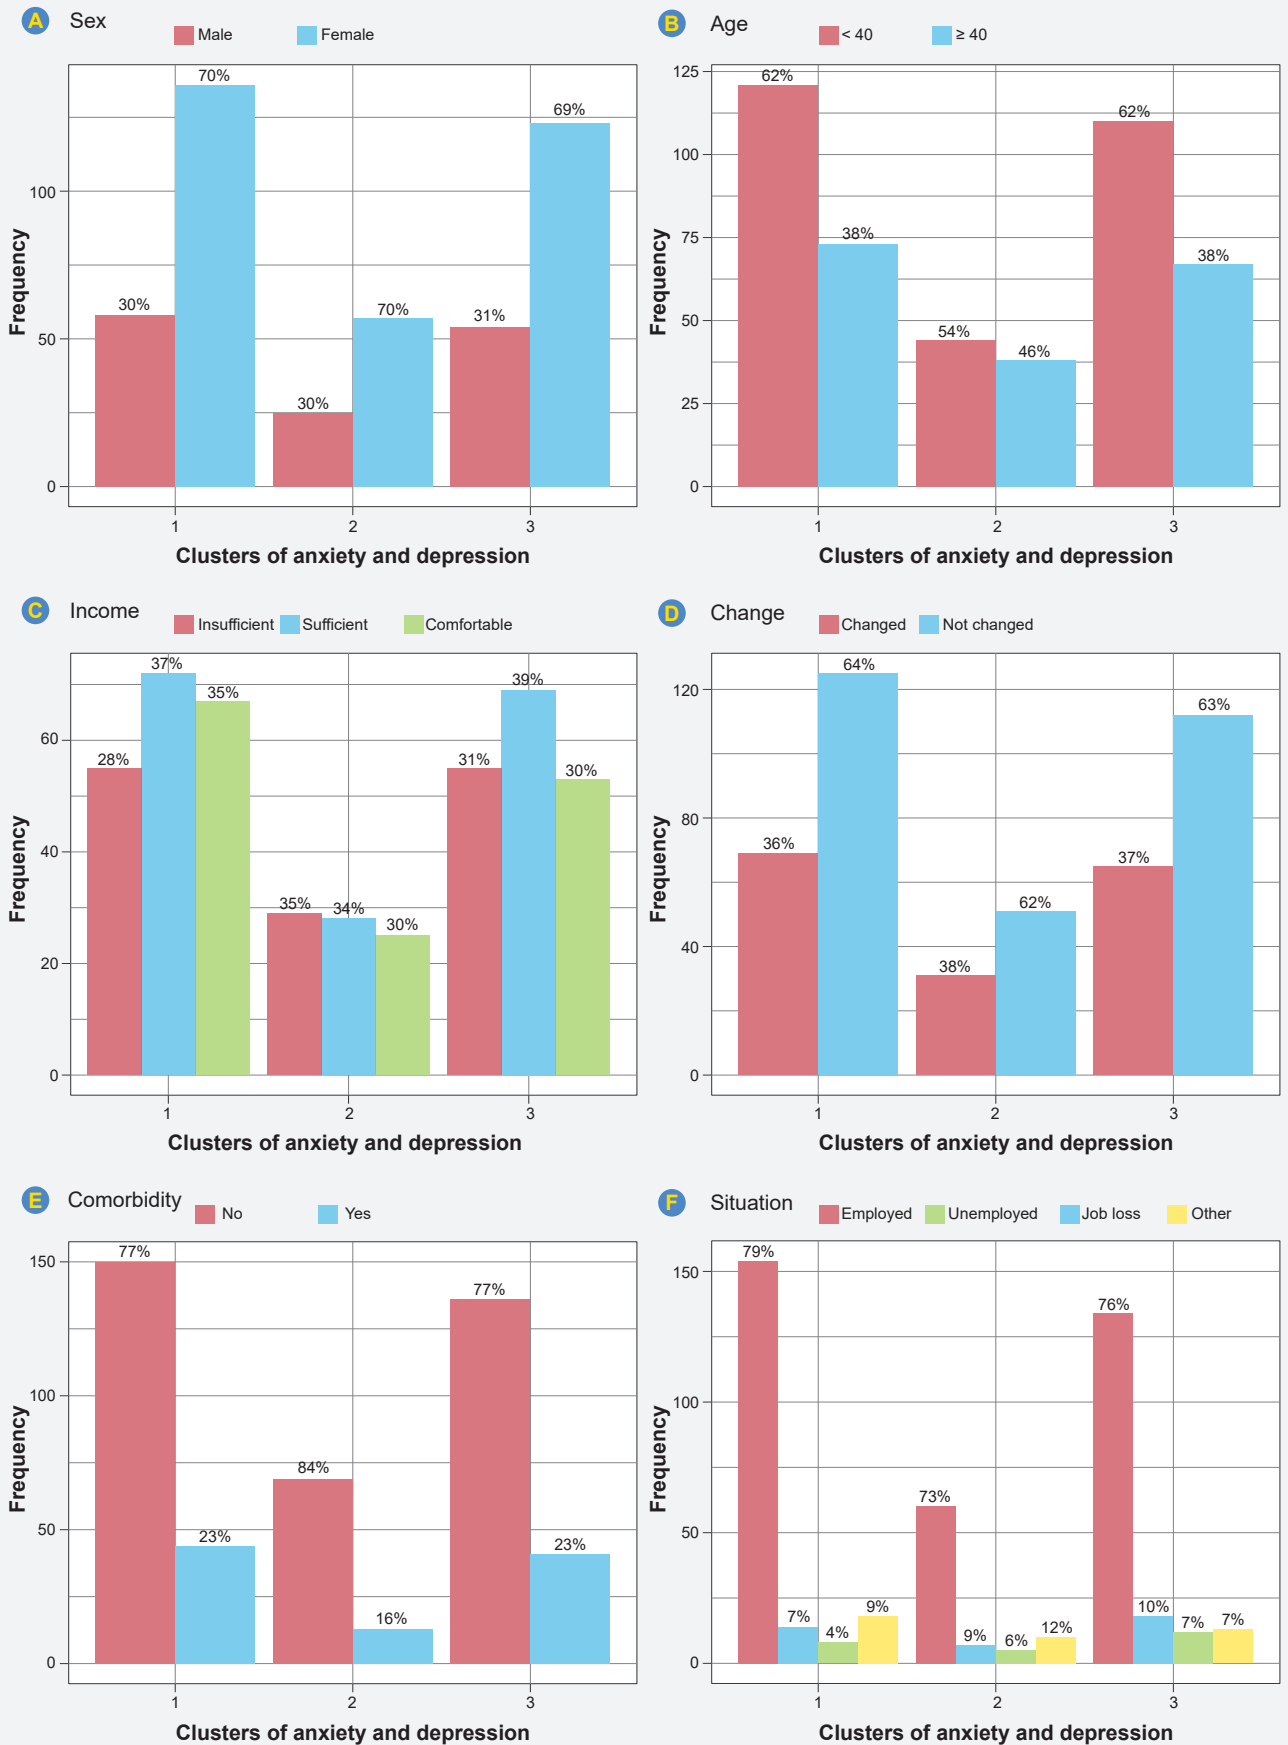 A Sex
Male Female
70%
69%
30%
70%
31%
30%
100
50
0
Frequency
1 2 3
Clusters of anxiety and depression
B Age
< 40 ≥ 40
125
62%
62%
100
75
38%
38%
50
54%
46%
25
0
Frequency
1 2 3
Clusters of anxiety and depression
C Income
Insufficient Sufficient Comfortable
37%
35%
39%
60
28%
31%
30%
40
35%
34%
30%
20
0
Frequency
1 2 3
Clusters of anxiety and depression
D Change
Changed Not changed
64%
120
63%
80
36%
37%
62%
40
38%
0
Frequency
1 2 3
Clusters of anxiety and depression
E Comorbidity
No Yes
77%
150
77%
100
84%
50
23%
23%
16%
0
Frequency
1 2 3
Clusters of anxiety and depression
F Situation
Employed Unemployed Job loss Other
79%
150
76%
100
73%
50
7%
4%
9%
9%
6%
12%
10%
7%
7%
0
Frequency
1 2 3
Clusters of anxiety and depression